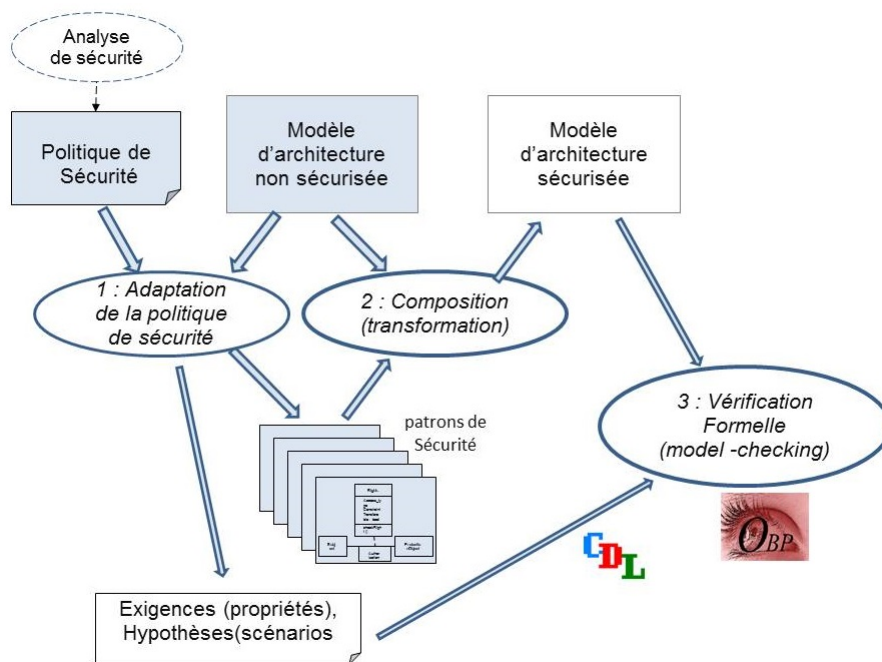 Analyse
de sécurité
Politique de
Sécurité
Modèle
d'architecture
non sécurisée
Modèle
d'architecture
sécurisée
1 : Adaptation
de la politique
de sécurité
2 : Composition
(transformation)
patrons de
Sécurité
3 : Vérification
Formelle
(model -checking)
CDL
OBP
Exigences (propriétés),
Hypothèses(scénarios